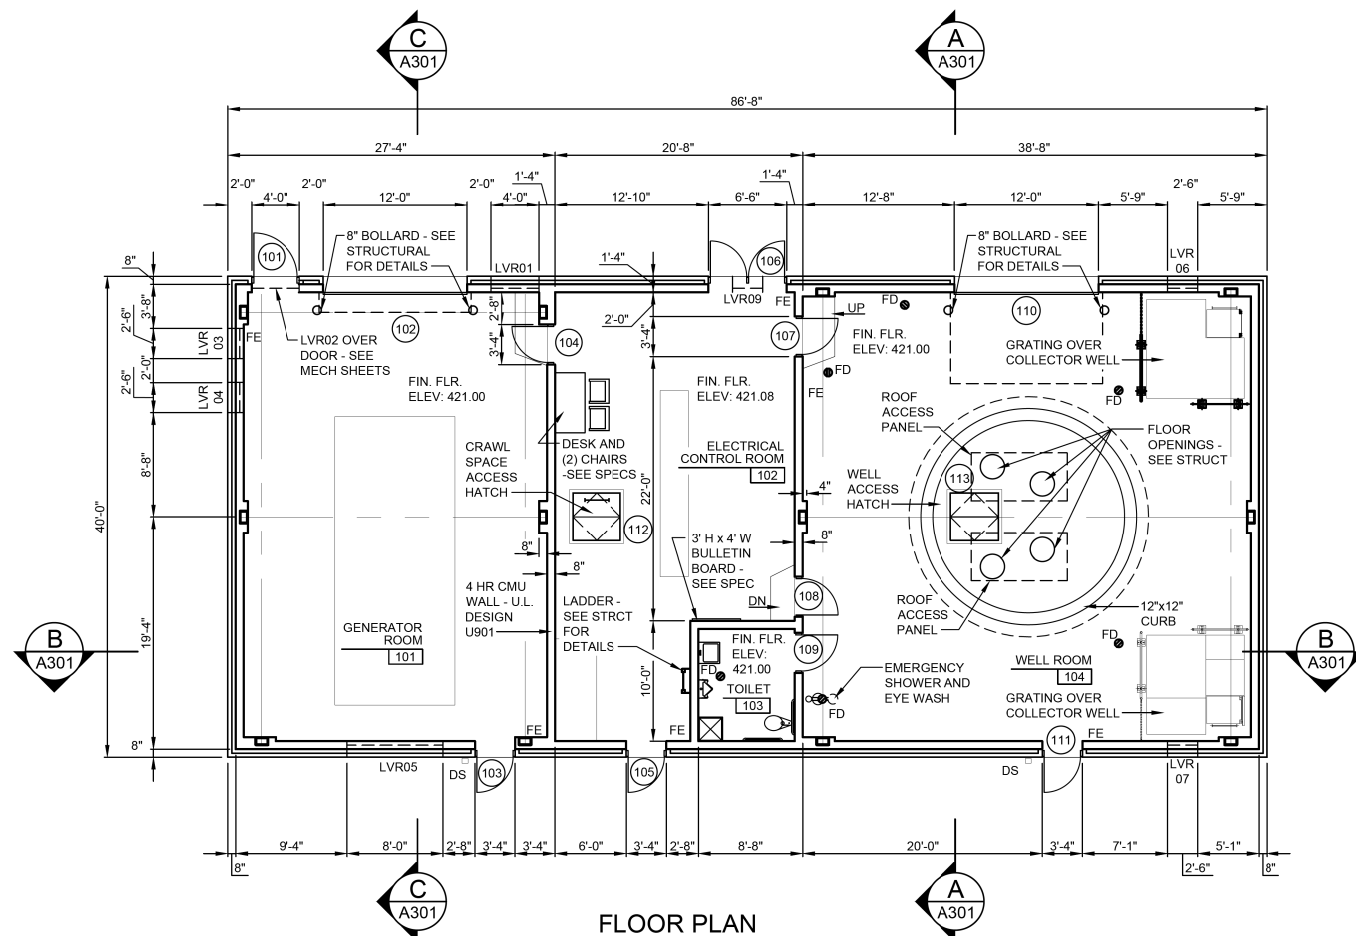 C
A301
A
A301
86'-8"
27'-4"
20'-8"
38'-8"
2'-0"
4'-0"
2'-0"
12'-0"
2'-0"
4'-0"
1'-4"
12'-10"
6'-6"
1'-4"
12'-8"
12'-0"
5'-9"
2'-6"
5'-9"
101
8" BOLLARD - SEE
STRUCTURAL
FOR DETAILS
LVR01
1'-4"
106
LVR09
8" BOLLARD - SEE
STRUCTURAL
FOR DETAILS
LVR
06
8"
3'-8"
2'-6"
2'-0"
2'-6"
8'-8"
40'-0"
19'-4"
8"
LVR
03
LVR
04
FE
LVR02 OVER
DOOR - SEE
MECH SHEETS
102
2'-8"
3'-4"
104
2'-0"
3'-4"
FE
107
UP
FD
FIN. FLR.
ELEV: 421.00
110
GRATING OVER
COLLECTOR WELL
FIN. FLR.
ELEV: 421.00
FIN. FLR.
ELEV: 421.08
FD
FE
FD
ROOF
ACCESS
PANEL
FLOOR
OPENINGS -
SEE STRUCT
CRAWL
SPACE
ACCESS
HATCH
DESK AND
(2) CHAIRS
-SEE SPECS
22'-0"
ELECTRICAL
CONTROL ROOM
102
WELL
ACCESS
HATCH
113
4"
112
8"
8"
8"
3' H x 4' W
BULLETIN
BOARD -
SEE SPEC
4 HR CMU
WALL - U.L.
DESIGN
U901
LADDER -
SEE STRCT
FOR
DETAILS
DN
108
ROOF
ACCESS
PANEL
12"x12"
CURB
GENERATOR
ROOM
101
FIN. FLR.
ELEV:
421.00
FD
10'-0"
TOILET
103
109
FD
WELL ROOM
104
EMERGENCY
SHOWER AND
EYE WASH
FD
GRATING OVER
COLLECTOR WELL
B
A301
B
A301
FE
FE
FE
111
LVR05
DS
103
105
DS
LVR
07
8"
9'-4"
8'-0"
2'-8"
3'-4"
3'-4"
6'-0"
3'-4"
2'-8"
8'-8"
20'-0"
3'-4"
7'-1"
2'-6"
5'-1"
8"
C
A301
A
A301
FLOOR PLAN